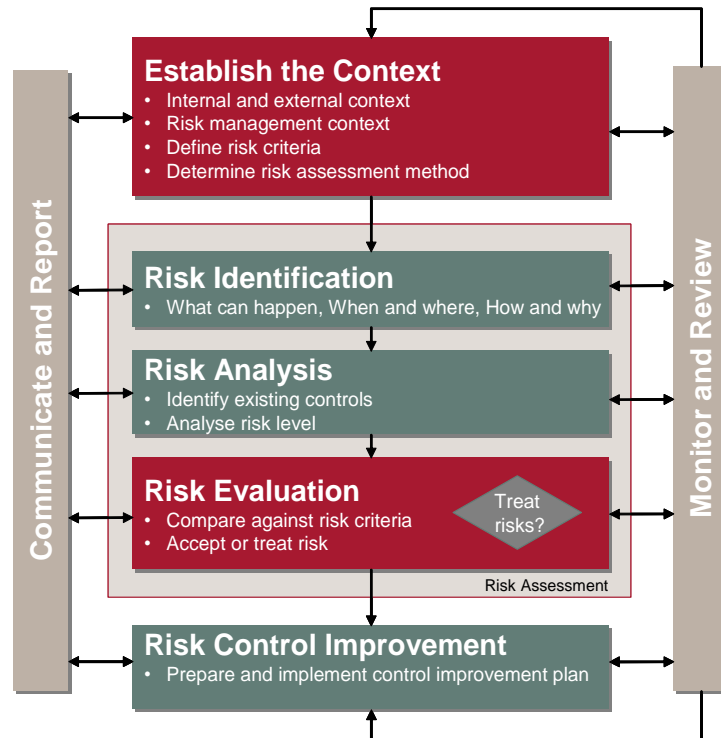 Establish the Context
• Internal and external context
• Risk management context
• Define risk criteria
• Determine risk assessment method
Communicate and Report
Monitor and Review
Risk Identification
• What can happen, When and where, How and why
Risk Analysis
• Identify existing controls
• Analyse risk level
Risk Evaluation
• Compare against risk criteria
• Accept or treat risk
Treat
risks?
Risk Assessment
Risk Control Improvement
• Prepare and implement control improvement plan